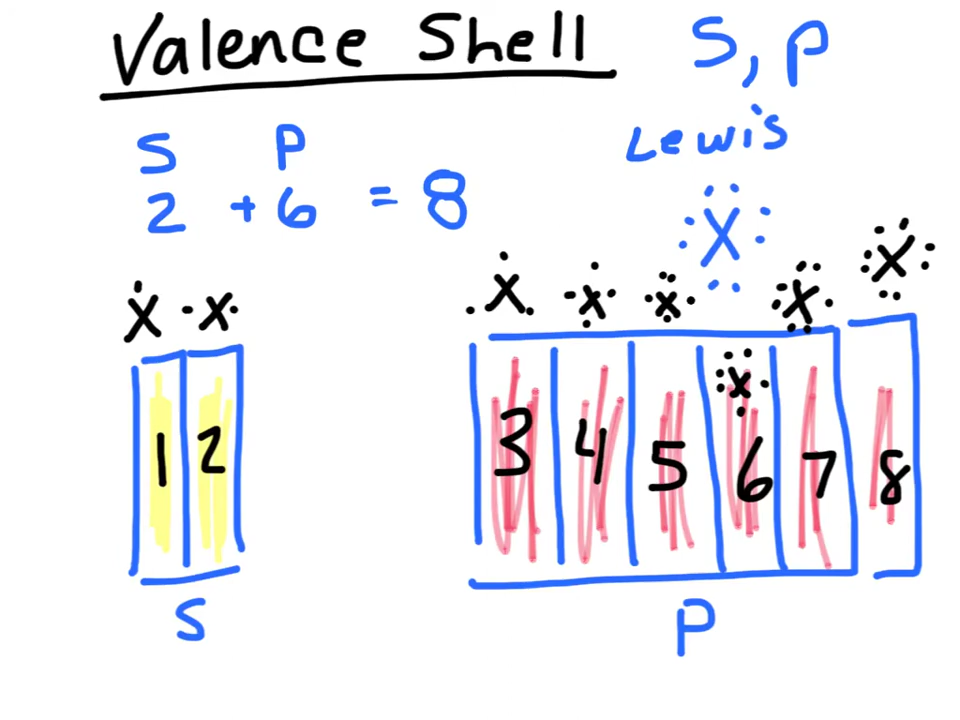 Valence Shell
S, P
Lewis
S P
2 + 6 = 8
X
X X
X X X X X
X
1 2
3 4 5 6 7 8
S
P